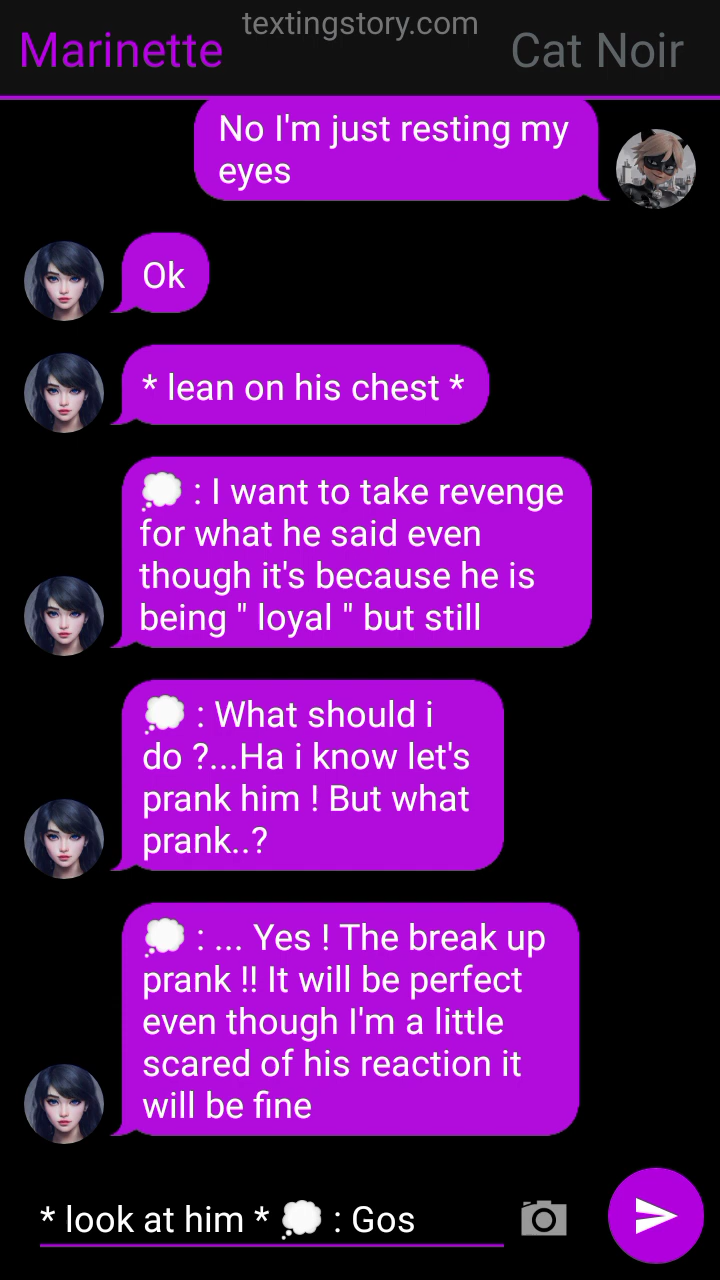 textingstory.com
Marinette
Cat Noir
No I'm just resting my
eyes
Ok
* lean on his chest *
💭 : I want to take revenge
for what he said even
though it's because he is
being " loyal " but still
💭 : What should i
do ?...Ha i know let's
prank him ! But what
prank..?
💭 : ... Yes ! The break up
prank !! It will be perfect
even though I'm a little
scared of his reaction it
will be fine
* look at him * 💭 : Gos